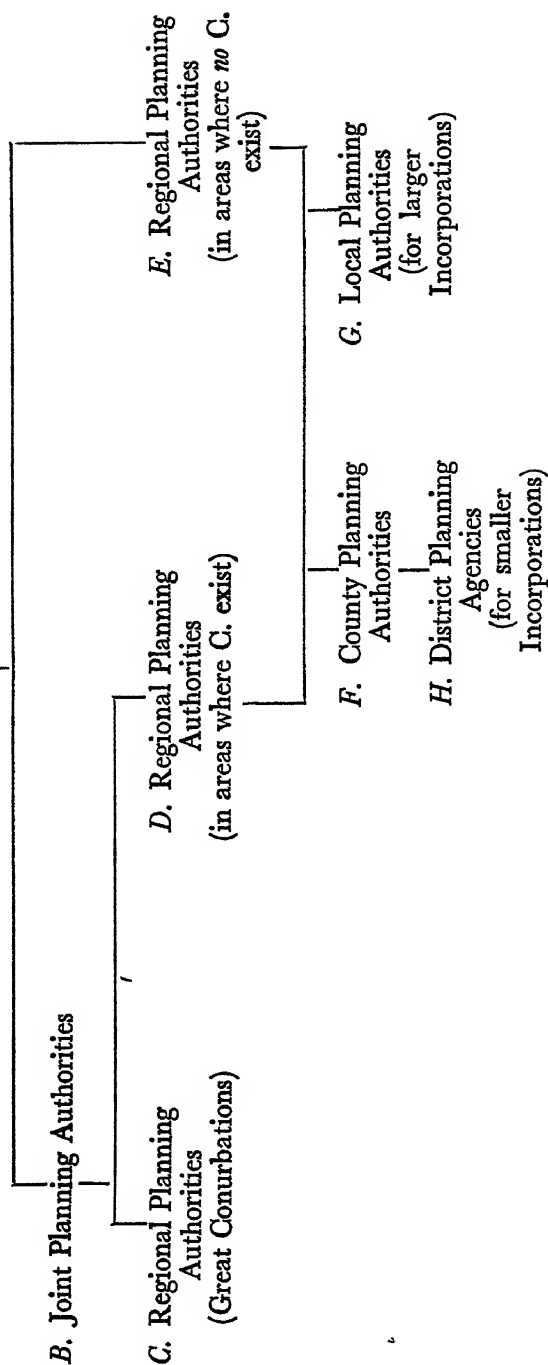 B. Joint Planning Authorities
C. Regional Planning
Authorities
(Great Conurbations)
D. Regional Planning
Authorities
(in areas where C. exist)
E. Regional Planning
Authorities
(in areas where no C.
exist)
F. County Planning
Authorities
G. Local Planning
Authorities
(for larger
Incorporations)
H. District Planning
Agencies
(for smaller
Incorporations)